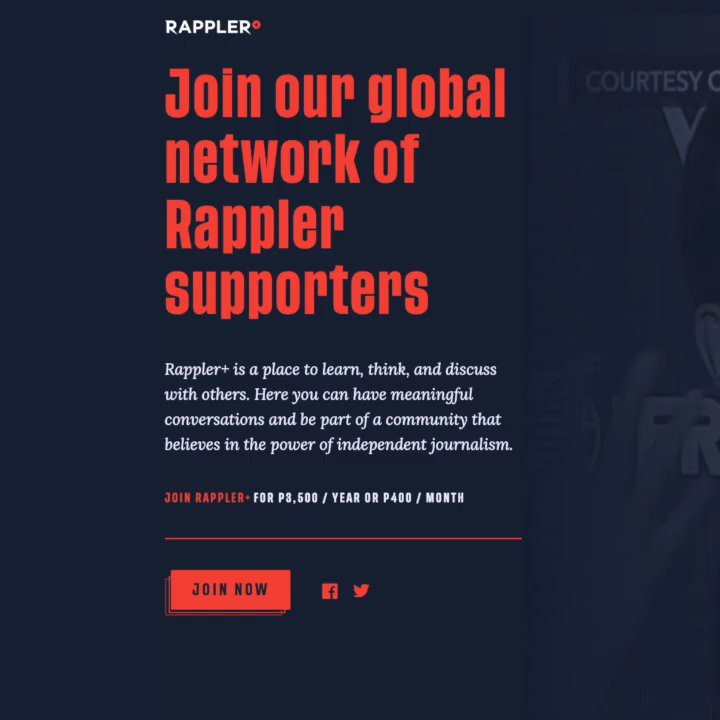 RAPPLER+
Join our global
network of
Rappler
supporters
Rappler+ is a place to learn, think, and discuss
with others. Here you can have meaningful
conversations and be part of a community that
believes in the power of independent journalism.
JOIN RAPPLER+ FOR P3,500 / YEAR OR P400 / MONTH
JOIN NOW
COURTESY